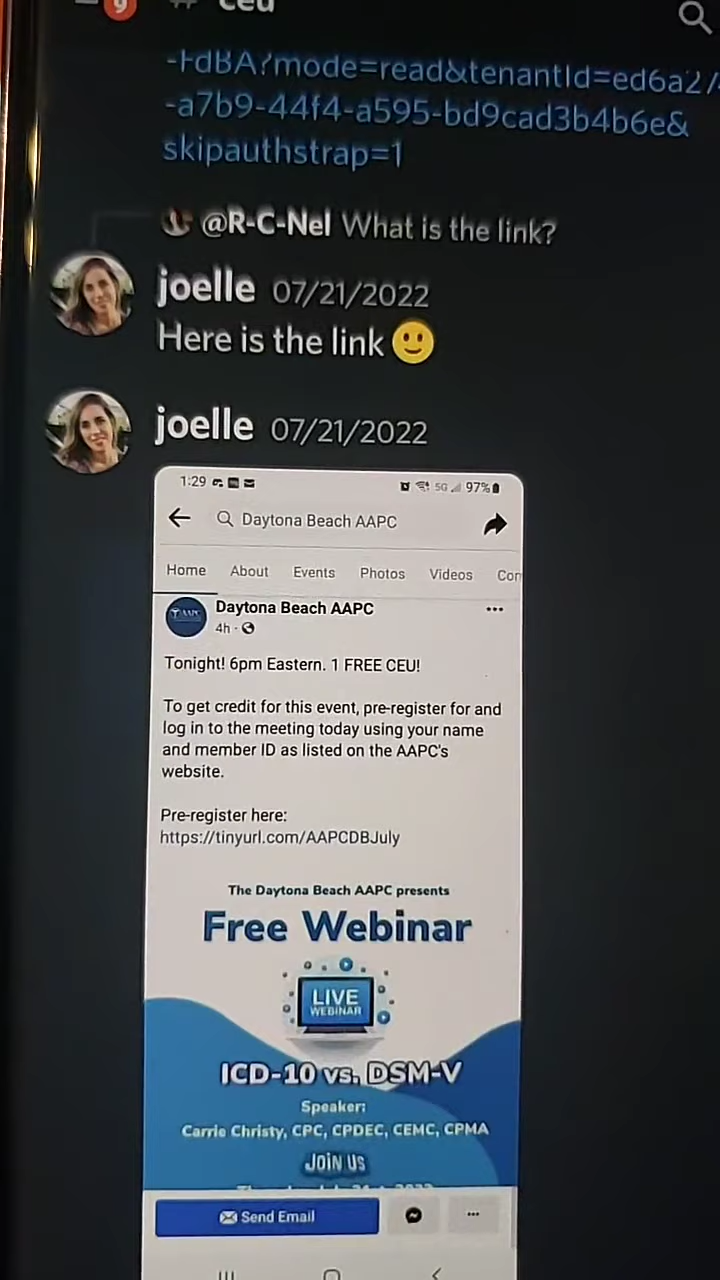 9
# ceu
-FdBA?mode=read&tenantId=ed6a27
-a7b9-44f4-a595-bd9cad3b4b6e&
skipauthstrap=1
@R-C-Nel What is the link?
joelle 07/21/2022
Here is the link 🙂
joelle 07/21/2022
1:29 5G 97%
Daytona Beach AAPC
Home About Events Photos Videos Con
Daytona Beach AAPC
4h
Tonight! 6pm Eastern. 1 FREE CEU!
To get credit for this event, pre-register for and
log in to the meeting today using your name
and member ID as listed on the AAPC's
website.
Pre-register here:
https://tinyurl.com/AAPCDBJuly
The Daytona Beach AAPC presents
Free Webinar
LIVE
WEBINAR
ICD-10 vs. DSM-V
Speaker:
Carrie Christy, CPC, CPDEC, CEMC, CPMA
JOIN US
Send Email